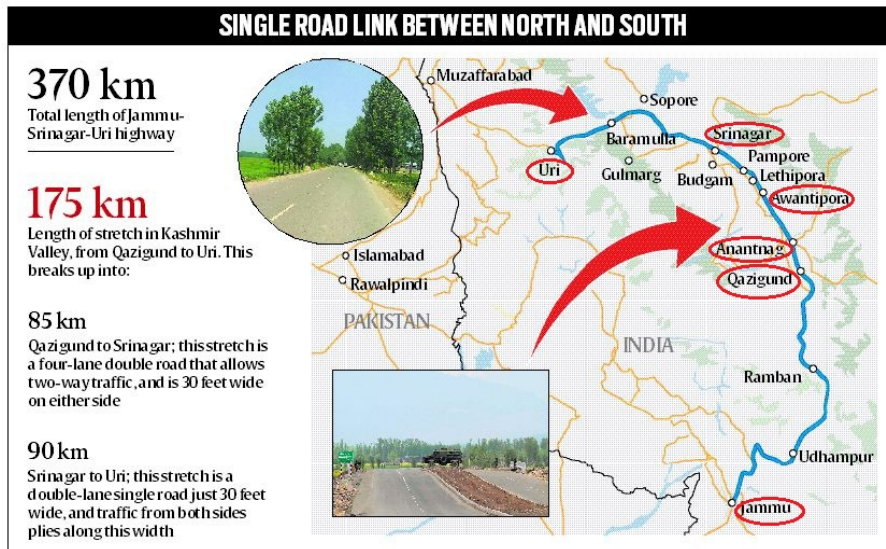 SINGLE ROAD LINK BETWEEN NORTH AND SOUTH
370 km
Total length of Jammu-
Srinagar-Uri highway
175 km
Length of stretch in Kashmir
Valley, from Qazigund to Uri. This
breaks up into:
85 km
Qazigund to Srinagar; this stretch is
a four-lane double road that allows
two-way traffic, and is 30 feet wide
on either side
90 km
Srinagar to Uri; this stretch is a
double-lane single road just 30 feet
wide, and traffic from both sides
plies along this width
Muzaffarabad
Sopore
Baramulla
Srinagar
Uri
Gulmarg
Budgam
Pampore
Lethipora
Awantipora
Anantnag
Qazigund
Islamabad
Rawalpindi
PAKISTAN
INDIA
Ramban
Udhampur
Jammu